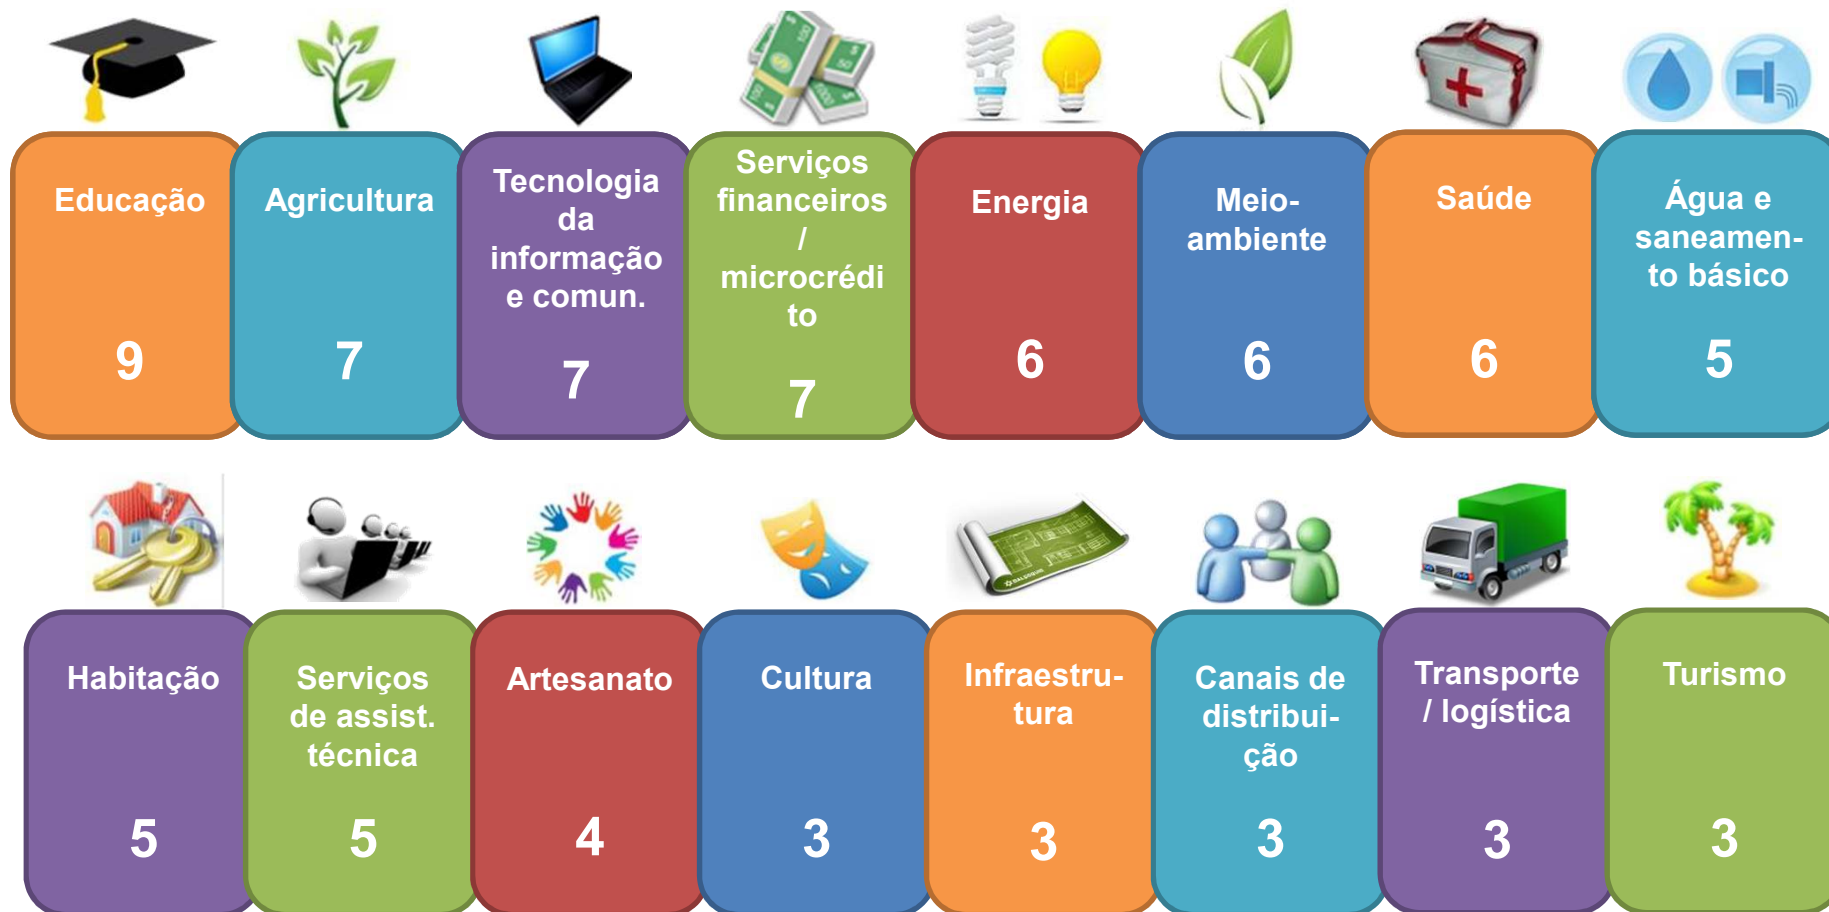 Educação
9
Agricultura
7
Tecnologia
da
informação
e comun.
7
Serviços
financeiros
/
microcrédi
to
7
Energia
6
Meio-
ambiente
6
Saúde
6
Água e
saneamen-
to básico
5
Habitação
5
Serviços
de assist.
técnica
5
Artesanato
4
Cultura
3
Infraestru-
tura
3
Canais de
distribui-
ção
3
Transporte
/ logística
3
Turismo
3